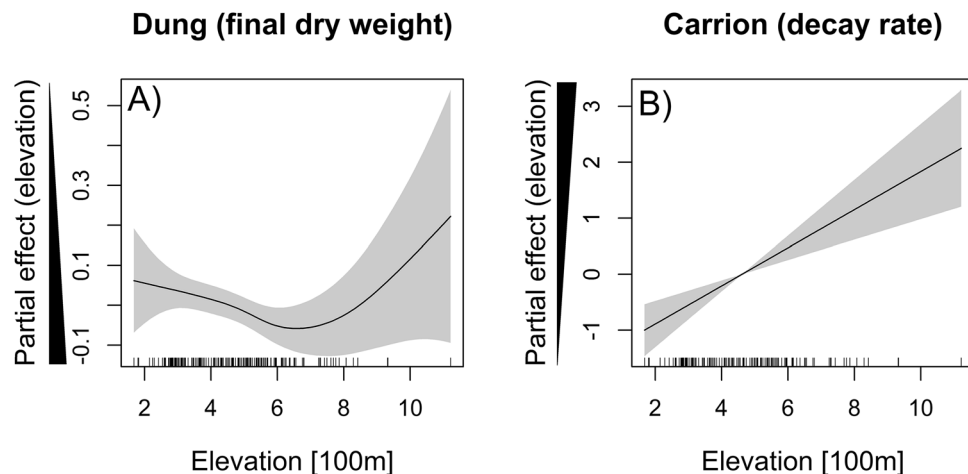 Dung (final dry weight)
Carrion (decay rate)
Partial effect (elevation)
A)
0.5
0.3
0.1
-0.1
2 4 6 8 10
Elevation [100m]
Partial effect (elevation)
B)
3
2
1
0
-1
2 4 6 8 10
Elevation [100m]